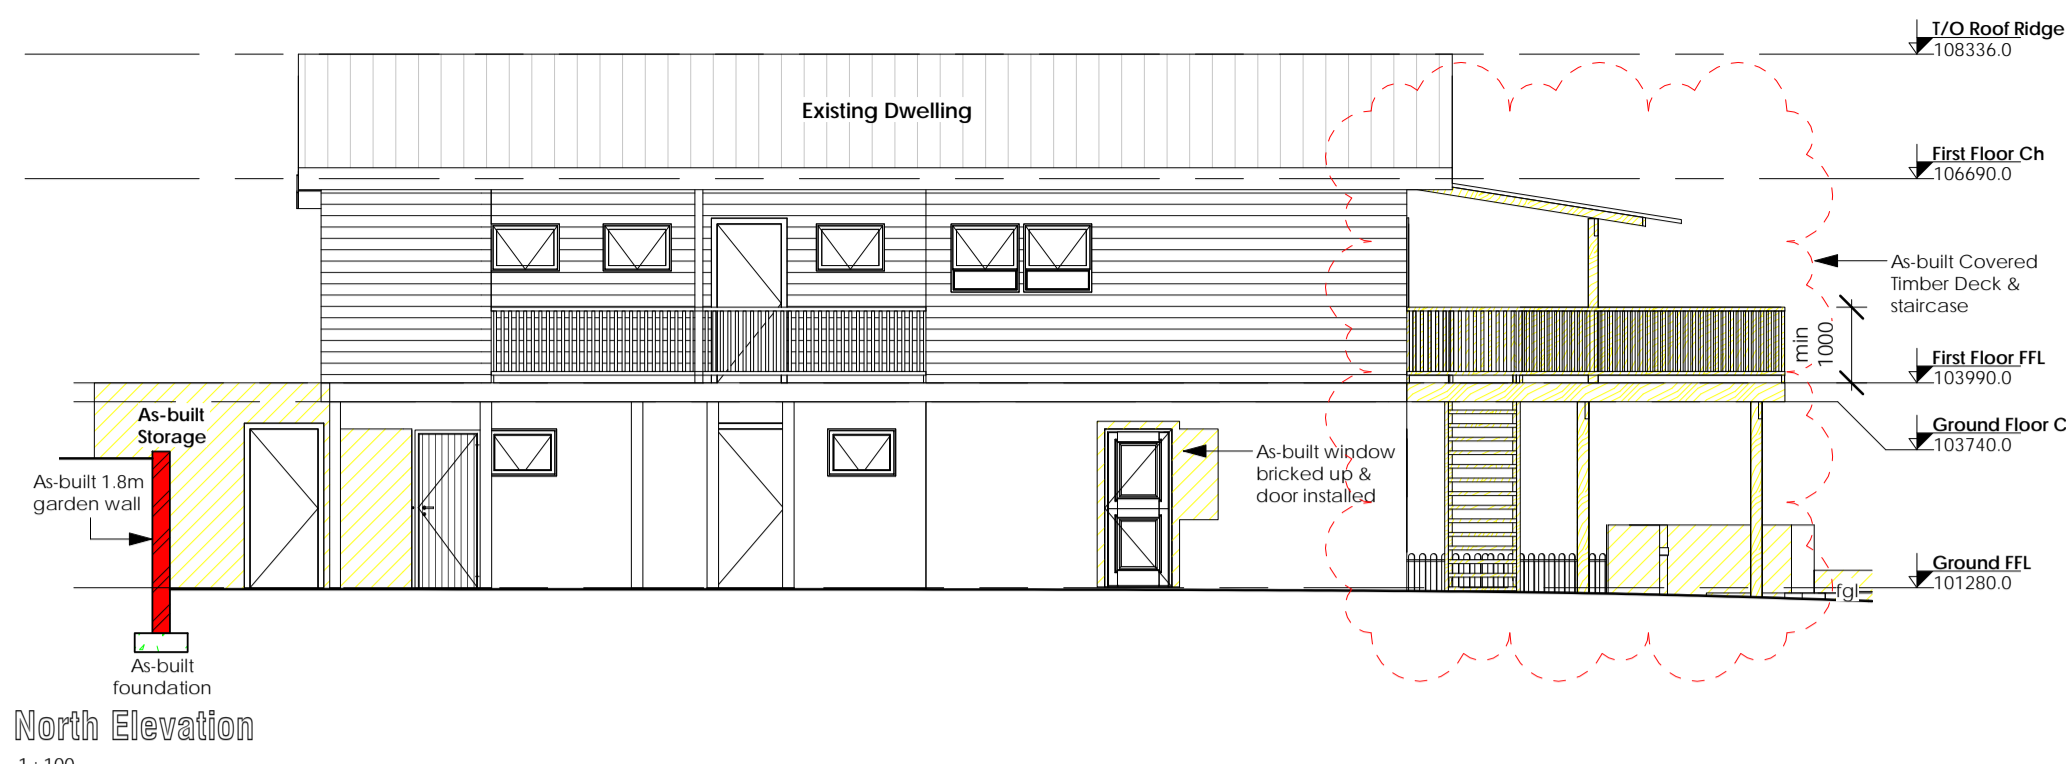 T/O Roof Ridge
108336.0
Existing Dwelling
First Floor Ch
106690.0
As-built Covered
Timber Deck &
staircase
min
1000
First Floor FFL
103990.0
As-built
Storage
Ground Floor C
103740.0
As-built 1.8m
garden wall
As-built window
bricked up &
door installed
Ground FFL
101280.0
fgl
As-built
foundation
North Elevation
1 : 100